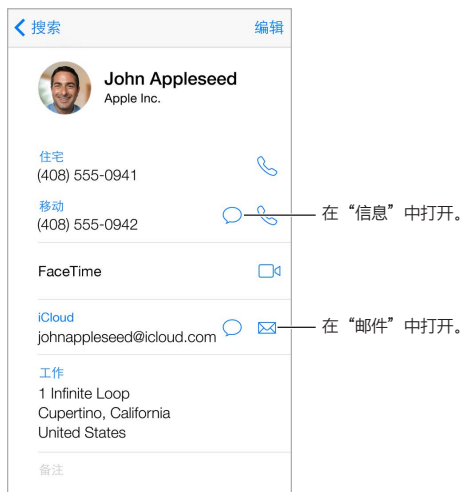 搜索 编辑
John Appleseed
Apple Inc.
住宅
(408) 555-0941
移动
(408) 555-0942
在“信息”中打开。
FaceTime
iCloud
johnappleseed@icloud.com
在“邮件”中打开。
工作
1 Infinite Loop
Cupertino, California
United States
备注